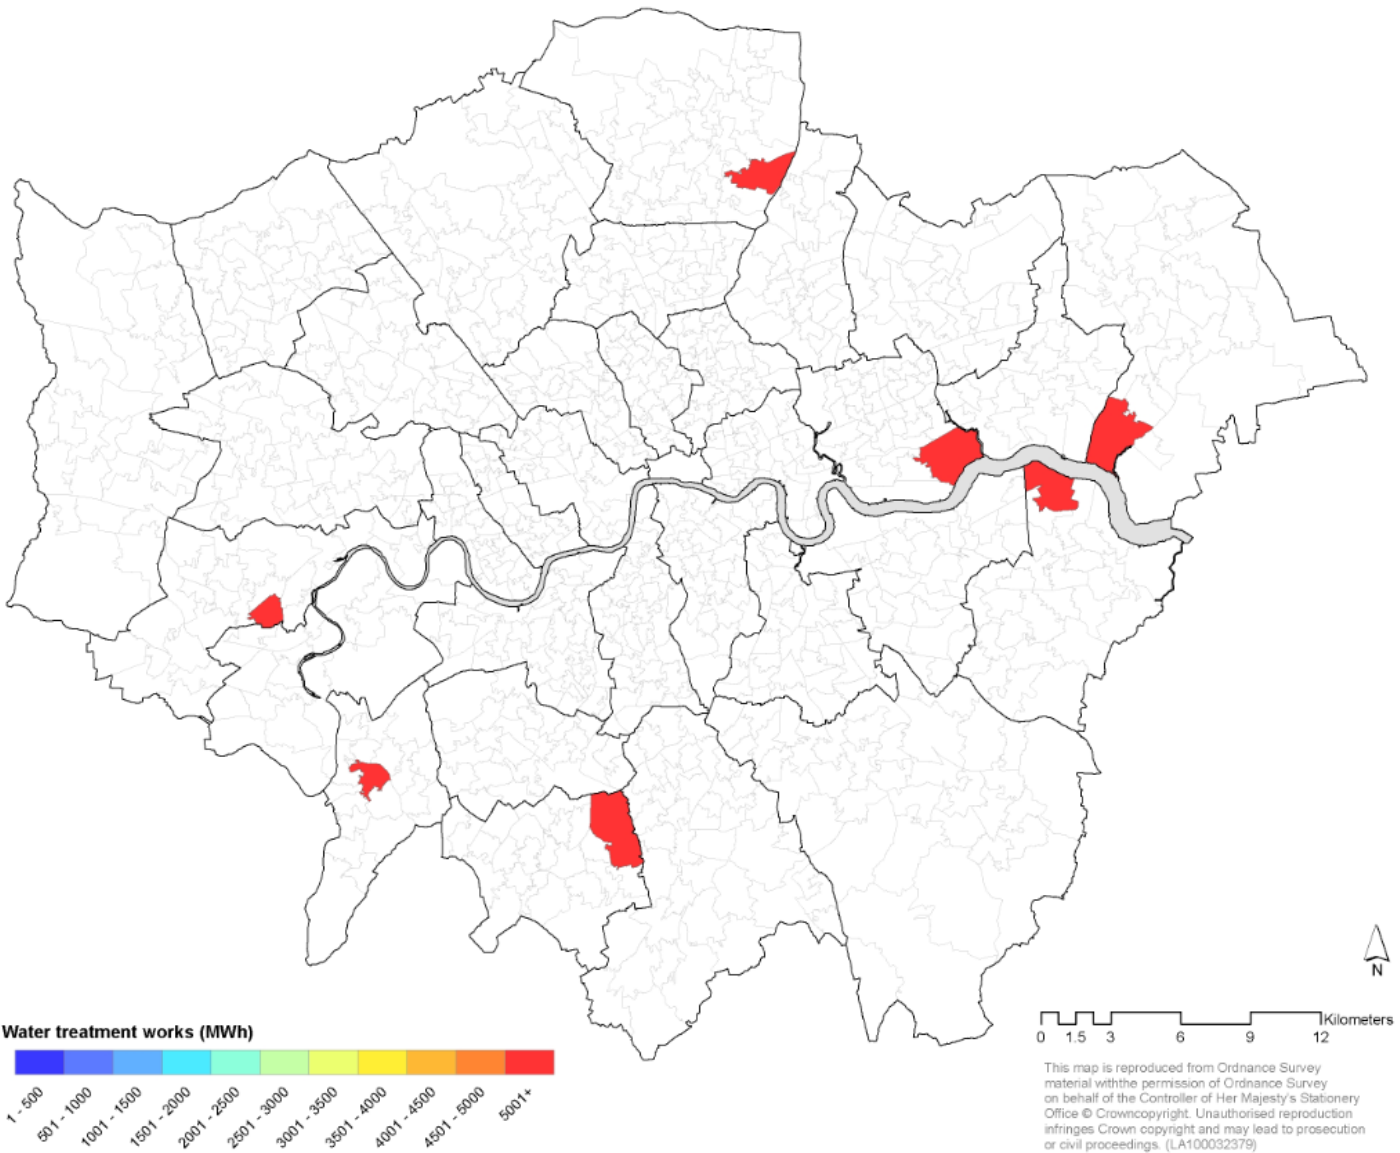 Water treatment works (MWh)
1 - 500
501 - 1000
1001 - 1500
1501 - 2000
2001 - 2500
2501 - 3000
3001 - 3500
3501 - 4000
4001 - 4500
4501 - 5000
5001+
N
Kilometers
0 1.5 3 6 9 12
This map is reproduced from Ordnance Survey
material withthe permission of Ordnance Survey
on behalf of the Controller of Her Majesty's Stationery
Office © Crowncopyright. Unauthorised reproduction
infringes Crown copyright and may lead to prosecution
or civil proceedings. (LA100032379)